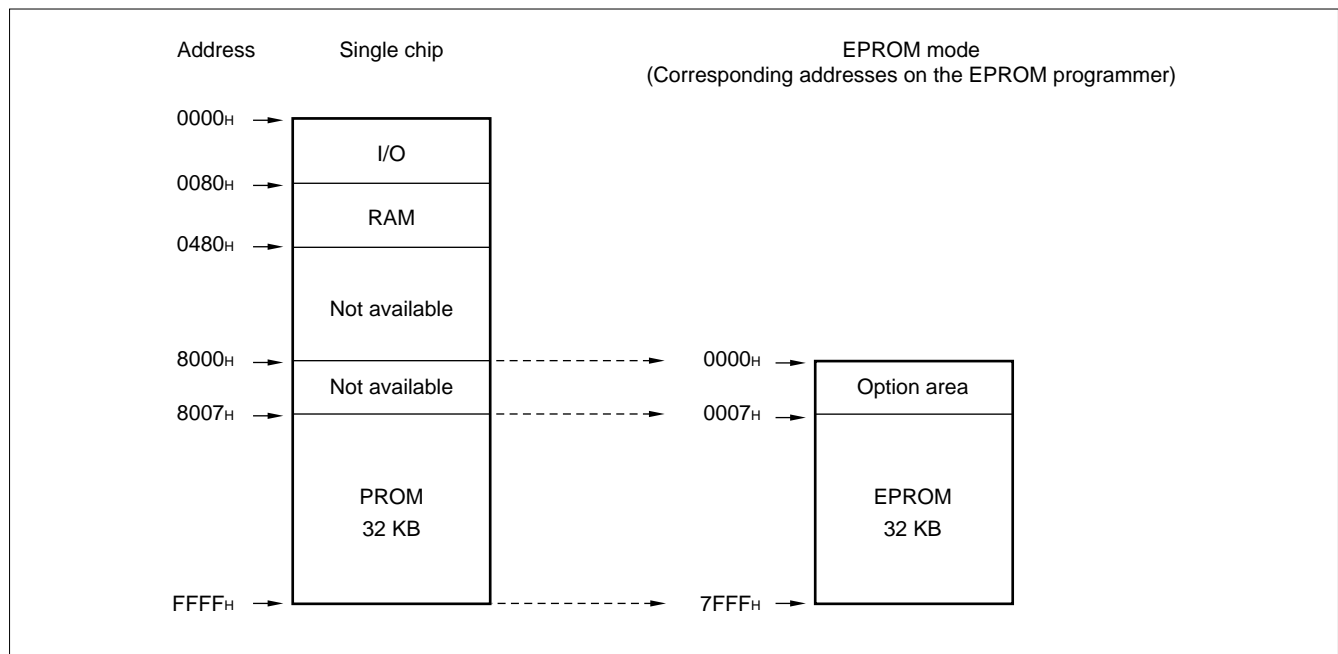 Address Single chip EPROM mode
(Corresponding addresses on the EPROM programmer)
0000H
I/O
0080H
RAM
0480H
Not available
8000H 0000H
Not available Option area
8007H 0007H
PROM EPROM
32 KB 32 KB
FFFFH 7FFFH